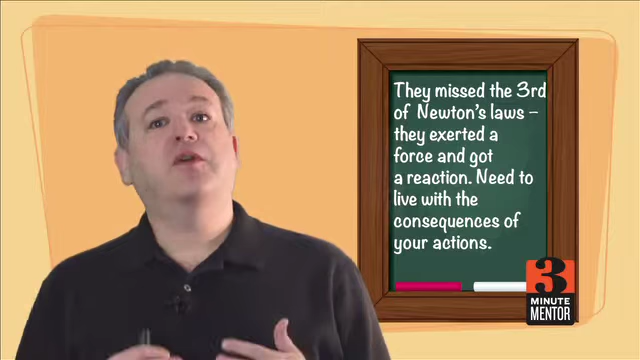 They missed the 3rd
of Newton's laws –
they exerted a
force and got
a reaction. Need to
live with the
consequences of
your actions.
3
MINUTE
MENTOR